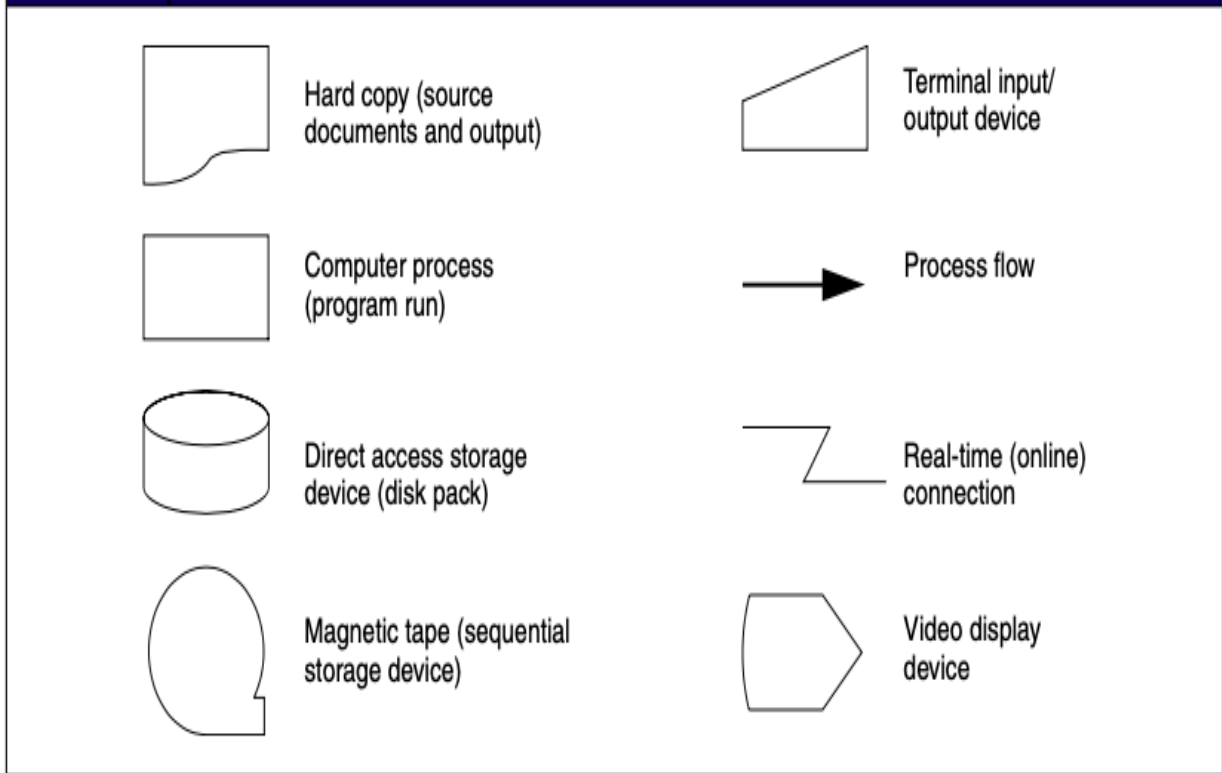 Hard copy (source
documents and output)
Terminal input/
output device
Computer process
(program run)
Process flow
Direct access storage
device (disk pack)
Real-time (online)
connection
Magnetic tape (sequential
storage device)
Video display
device